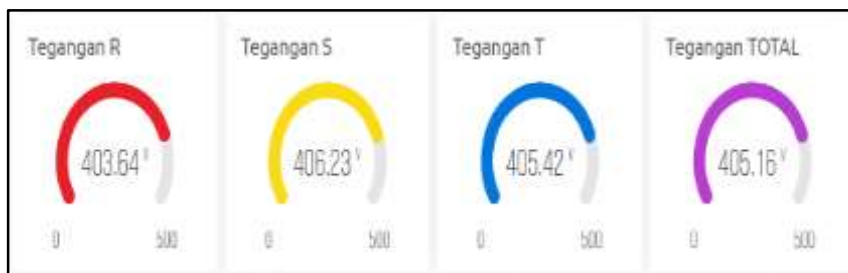 Tegangan R
403.64 V
0 500
Tegangan S
406.23 V
0 500
Tegangan T
405.42 V
0 500
Tegangan TOTAL
405.16 V
0 500